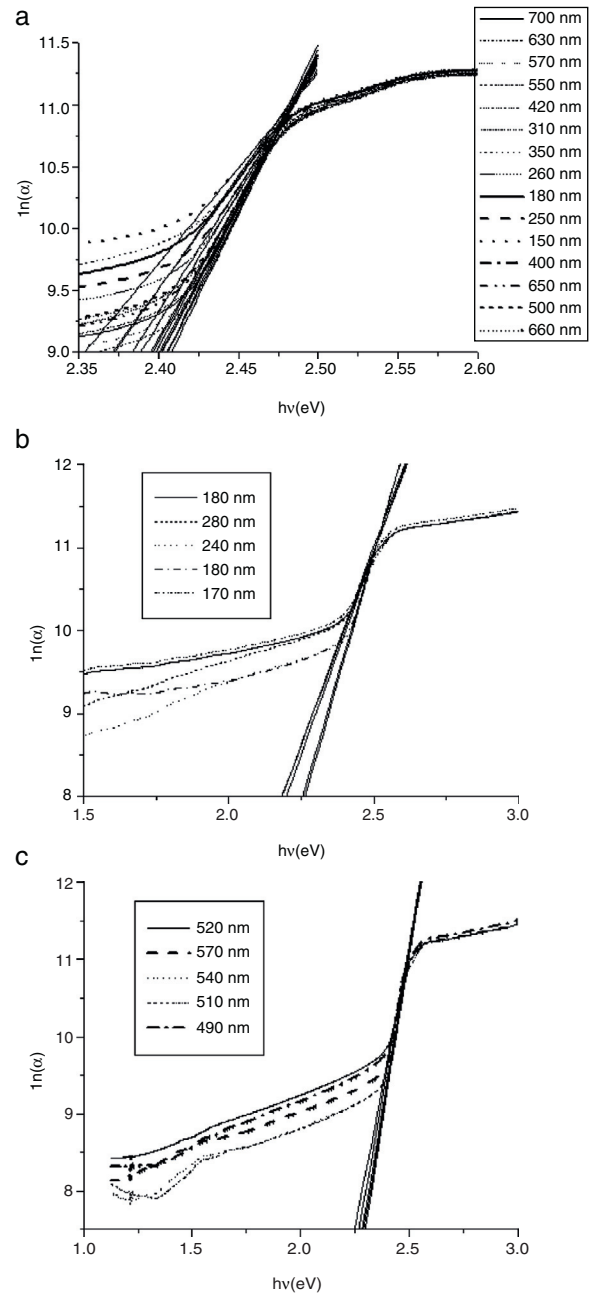 a
11.5
11.0
10.5
10.0
9.5
9.0
1n(α)
2.35 2.40 2.45 2.50 2.55 2.60
hν(eV)
700 nm
630 nm
570 nm
550 nm
420 nm
310 nm
350 nm
260 nm
180 nm
250 nm
150 nm
400 nm
650 nm
500 nm
660 nm
b
12
11
10
9
8
1n(α)
180 nm
280 nm
240 nm
180 nm
170 nm
1.5 2.0 2.5 3.0
hν(eV)
c
12
11
10
9
8
1n(α)
520 nm
570 nm
540 nm
510 nm
490 nm
1.0 1.5 2.0 2.5 3.0
hν(eV)